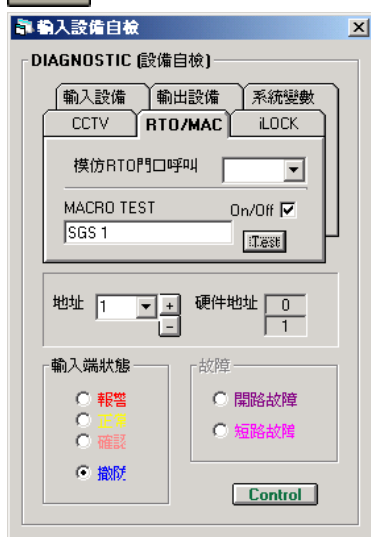 輸入設備自檢
DIAGNOSTIC (設備自檢)
輸入設備 輸出設備 系統變數
CCTV RTO/MAC iLOCK
模仿RTO門口呼叫
MACRO TEST On/Off
SGS 1
Test
地址 1 + 硬件地址 0
- 1
輸入端狀態 故障
報警 開路故障
正常 短路故障
確認
撤防
Control